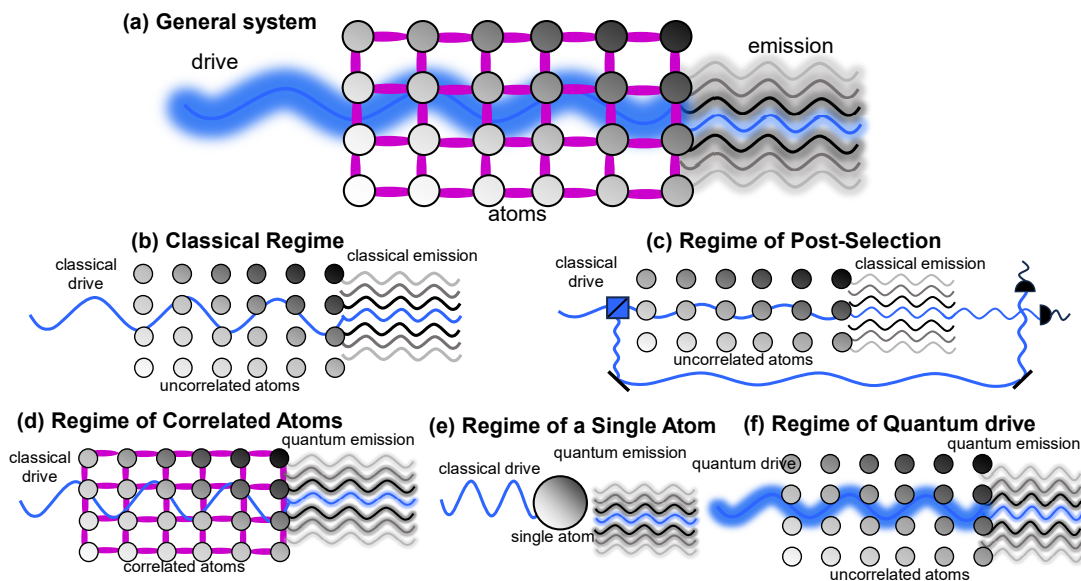 (a) General system
drive
emission
atoms
(b) Classical Regime
classical
drive
classical emission
uncorrelated atoms
(c) Regime of Post-Selection
classical
drive
classical emission
uncorrelated atoms
(d) Regime of Correlated Atoms
classical
drive
quantum emission
correlated atoms
(e) Regime of a Single Atom
classical drive
quantum emission
single atom
(f) Regime of Quantum drive
quantum drive
quantum emission
uncorrelated atoms